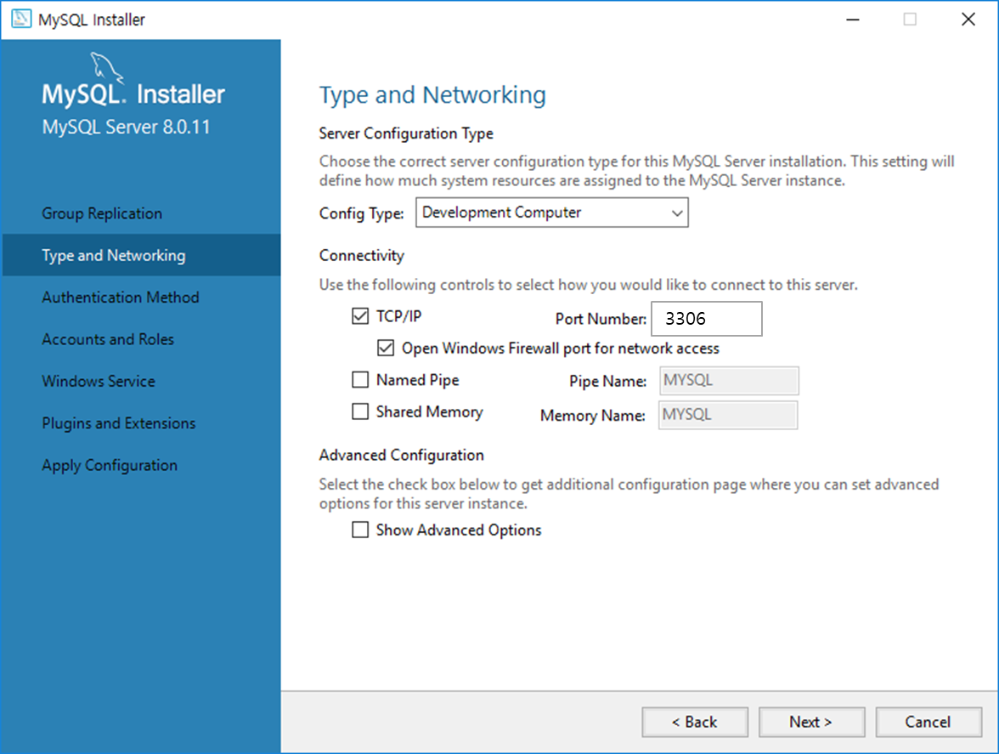 MySQL Installer
MySQL. Installer
MySQL Server 8.0.11
Group Replication
Type and Networking
Authentication Method
Accounts and Roles
Windows Service
Plugins and Extensions
Apply Configuration
Type and Networking
Server Configuration Type
Choose the correct server configuration type for this MySQL Server installation. This setting will
define how much system resources are assigned to the MySQL Server instance.
Config Type: Development Computer
Connectivity
Use the following controls to select how you would like to connect to this server.
TCP/IP Port Number: 3306
Open Windows Firewall port for network access
Named Pipe Pipe Name: MYSQL
Shared Memory Memory Name: MYSQL
Advanced Configuration
Select the check box below to get additional configuration page where you can set advanced
options for this server instance.
Show Advanced Options
< Back Next > Cancel